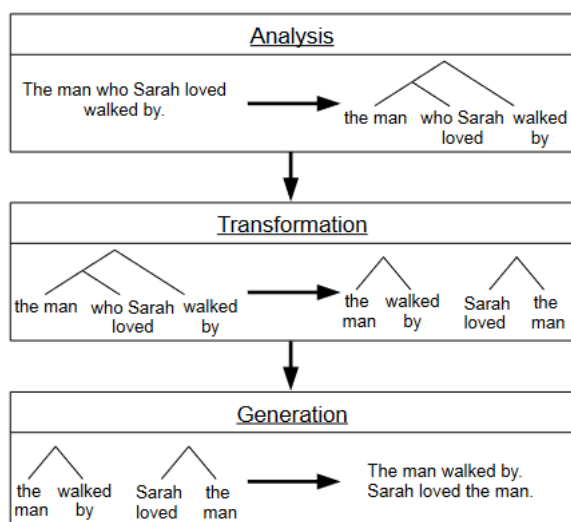 Analysis
The man who Sarah loved
walked by.
the man who Sarah walked
loved by
Transformation
the man who Sarah walked
loved by
the walked Sarah the
man by loved man
Generation
the walked Sarah the
man by loved man
The man walked by.
Sarah loved the man.